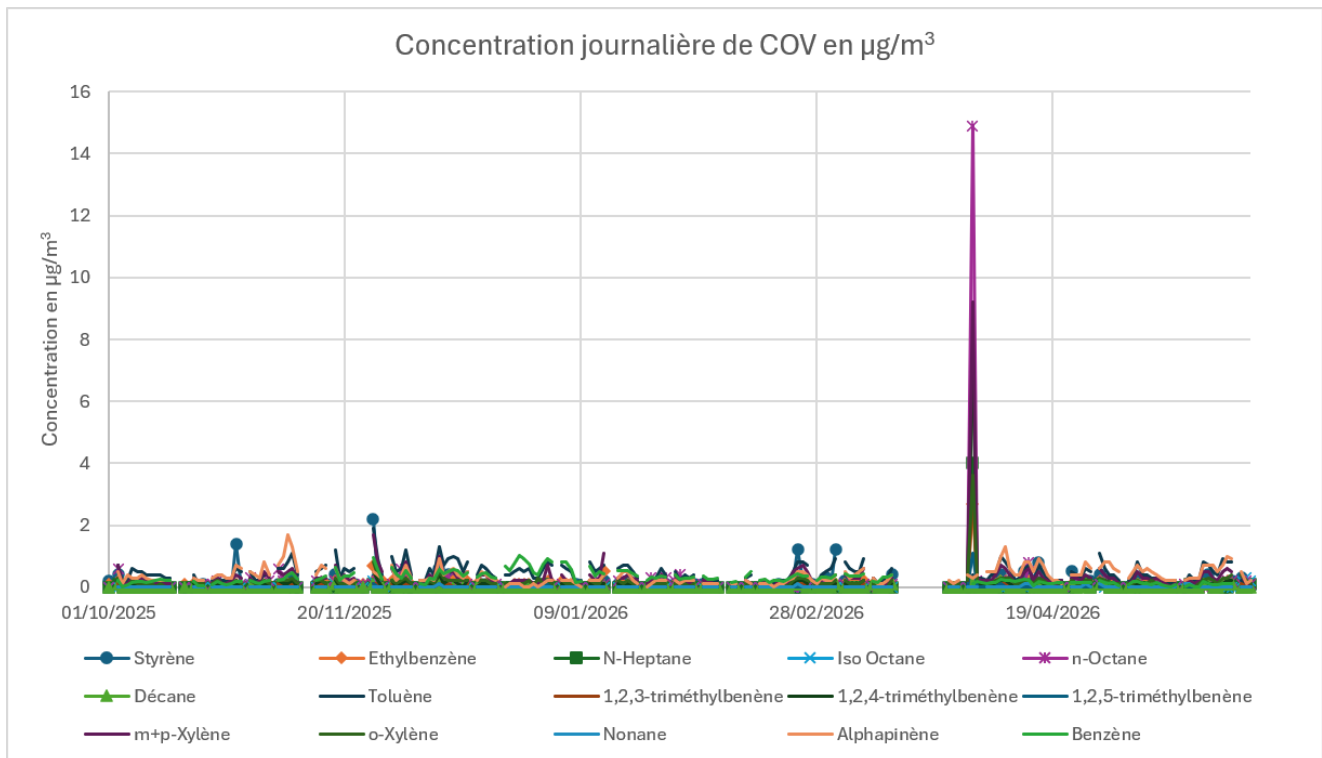 Concentration journalière de COV en µg/m³
Concentration en µg/m³
16
14
12
10
8
6
4
2
0
01/10/2025 20/11/2025 09/01/2026 28/02/2026 19/04/2026
Styrène Ethylbenzène N-Heptane Iso Octane n-Octane
Décane Toluène 1,2,3-triméthylbenène 1,2,4-triméthylbenène 1,2,5-triméthylbenène
m+p-Xylène o-Xylène Nonane Alphapinène Benzène